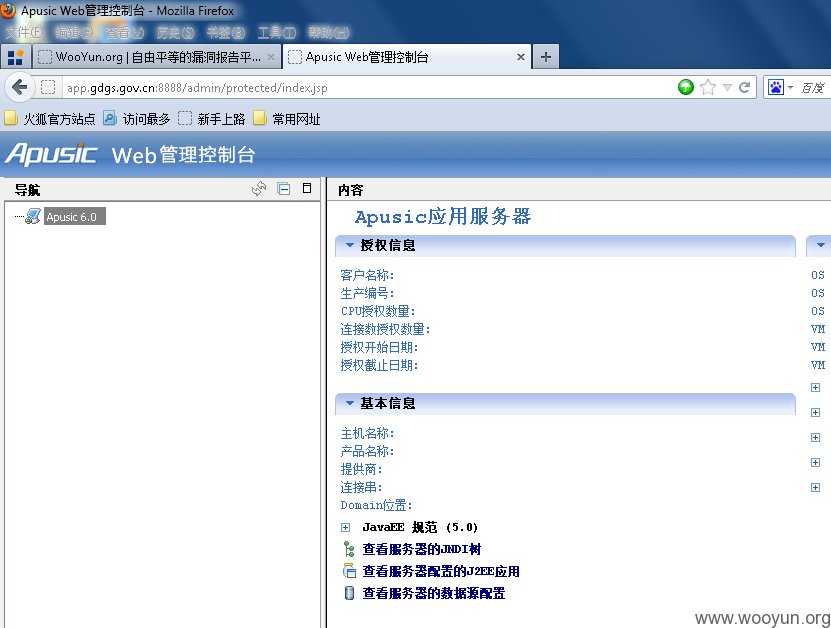 Apusic Web管理控制台 - Mozilla Firefox
文件(F) 编辑(E) 查看(V) 历史(S) 书签(B) 工具(T) 帮助(H)
WooYun.org | 自由平等的漏洞报告平... × Apusic Web管理控制台 × +
app.gdgs.gov.cn:8888/admin/protected/index.jsp 百度
火狐官方站点 访问最多 新手上路 常用网址
Apusic Web管理控制台
导航 内容
Apusic 6.0
Apusic应用服务器
授权信息
客户名称: OS
生产编号: OS
CPU授权数量: OS
连接数授权数量: VM
授权开始日期: VM
授权截止日期: VM
基本信息
主机名称:
产品名称:
提供商:
连接串:
Domain位置:
JavaEE 规范 (5.0)
查看服务器的JNDI树
查看服务器配置的J2EE应用
查看服务器的数据源配置
www.wooyun.org